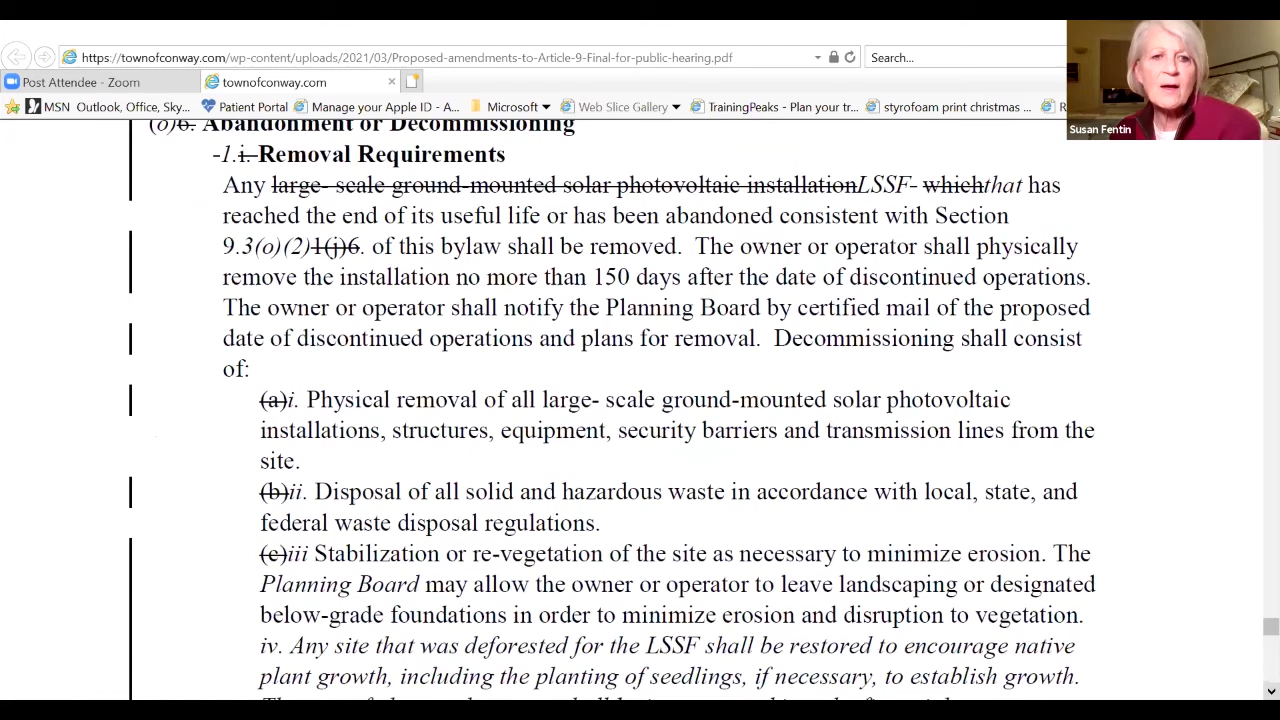 https://townofconway.com/wp-content/uploads/2021/03/Proposed-amendments-to-Article-9-Final-for-public-hearing.pdf
Search...
Post Attendee - Zoom
townofconway.com
MSN Outlook, Office, Sky...
Patient Portal
Manage your Apple ID - A...
Microsoft
Web Slice Gallery
TrainingPeaks - Plan your tr...
styrofoam print christmas ...
R
Susan Fentin
(o)6. Abandonment or Decommissioning
-1.i. Removal Requirements
Any large- scale ground-mounted solar photovoltaic installationLSSF- whichthat has
reached the end of its useful life or has been abandoned consistent with Section
9.3(o)(2)1(j)6. of this bylaw shall be removed. The owner or operator shall physically
remove the installation no more than 150 days after the date of discontinued operations.
The owner or operator shall notify the Planning Board by certified mail of the proposed
date of discontinued operations and plans for removal. Decommissioning shall consist
of:
(a)i. Physical removal of all large- scale ground-mounted solar photovoltaic
installations, structures, equipment, security barriers and transmission lines from the
site.
(b)ii. Disposal of all solid and hazardous waste in accordance with local, state, and
federal waste disposal regulations.
(c)iii Stabilization or re-vegetation of the site as necessary to minimize erosion. The
Planning Board may allow the owner or operator to leave landscaping or designated
below-grade foundations in order to minimize erosion and disruption to vegetation.
iv. Any site that was deforested for the LSSF shall be restored to encourage native
plant growth, including the planting of seedlings, if necessary, to establish growth.